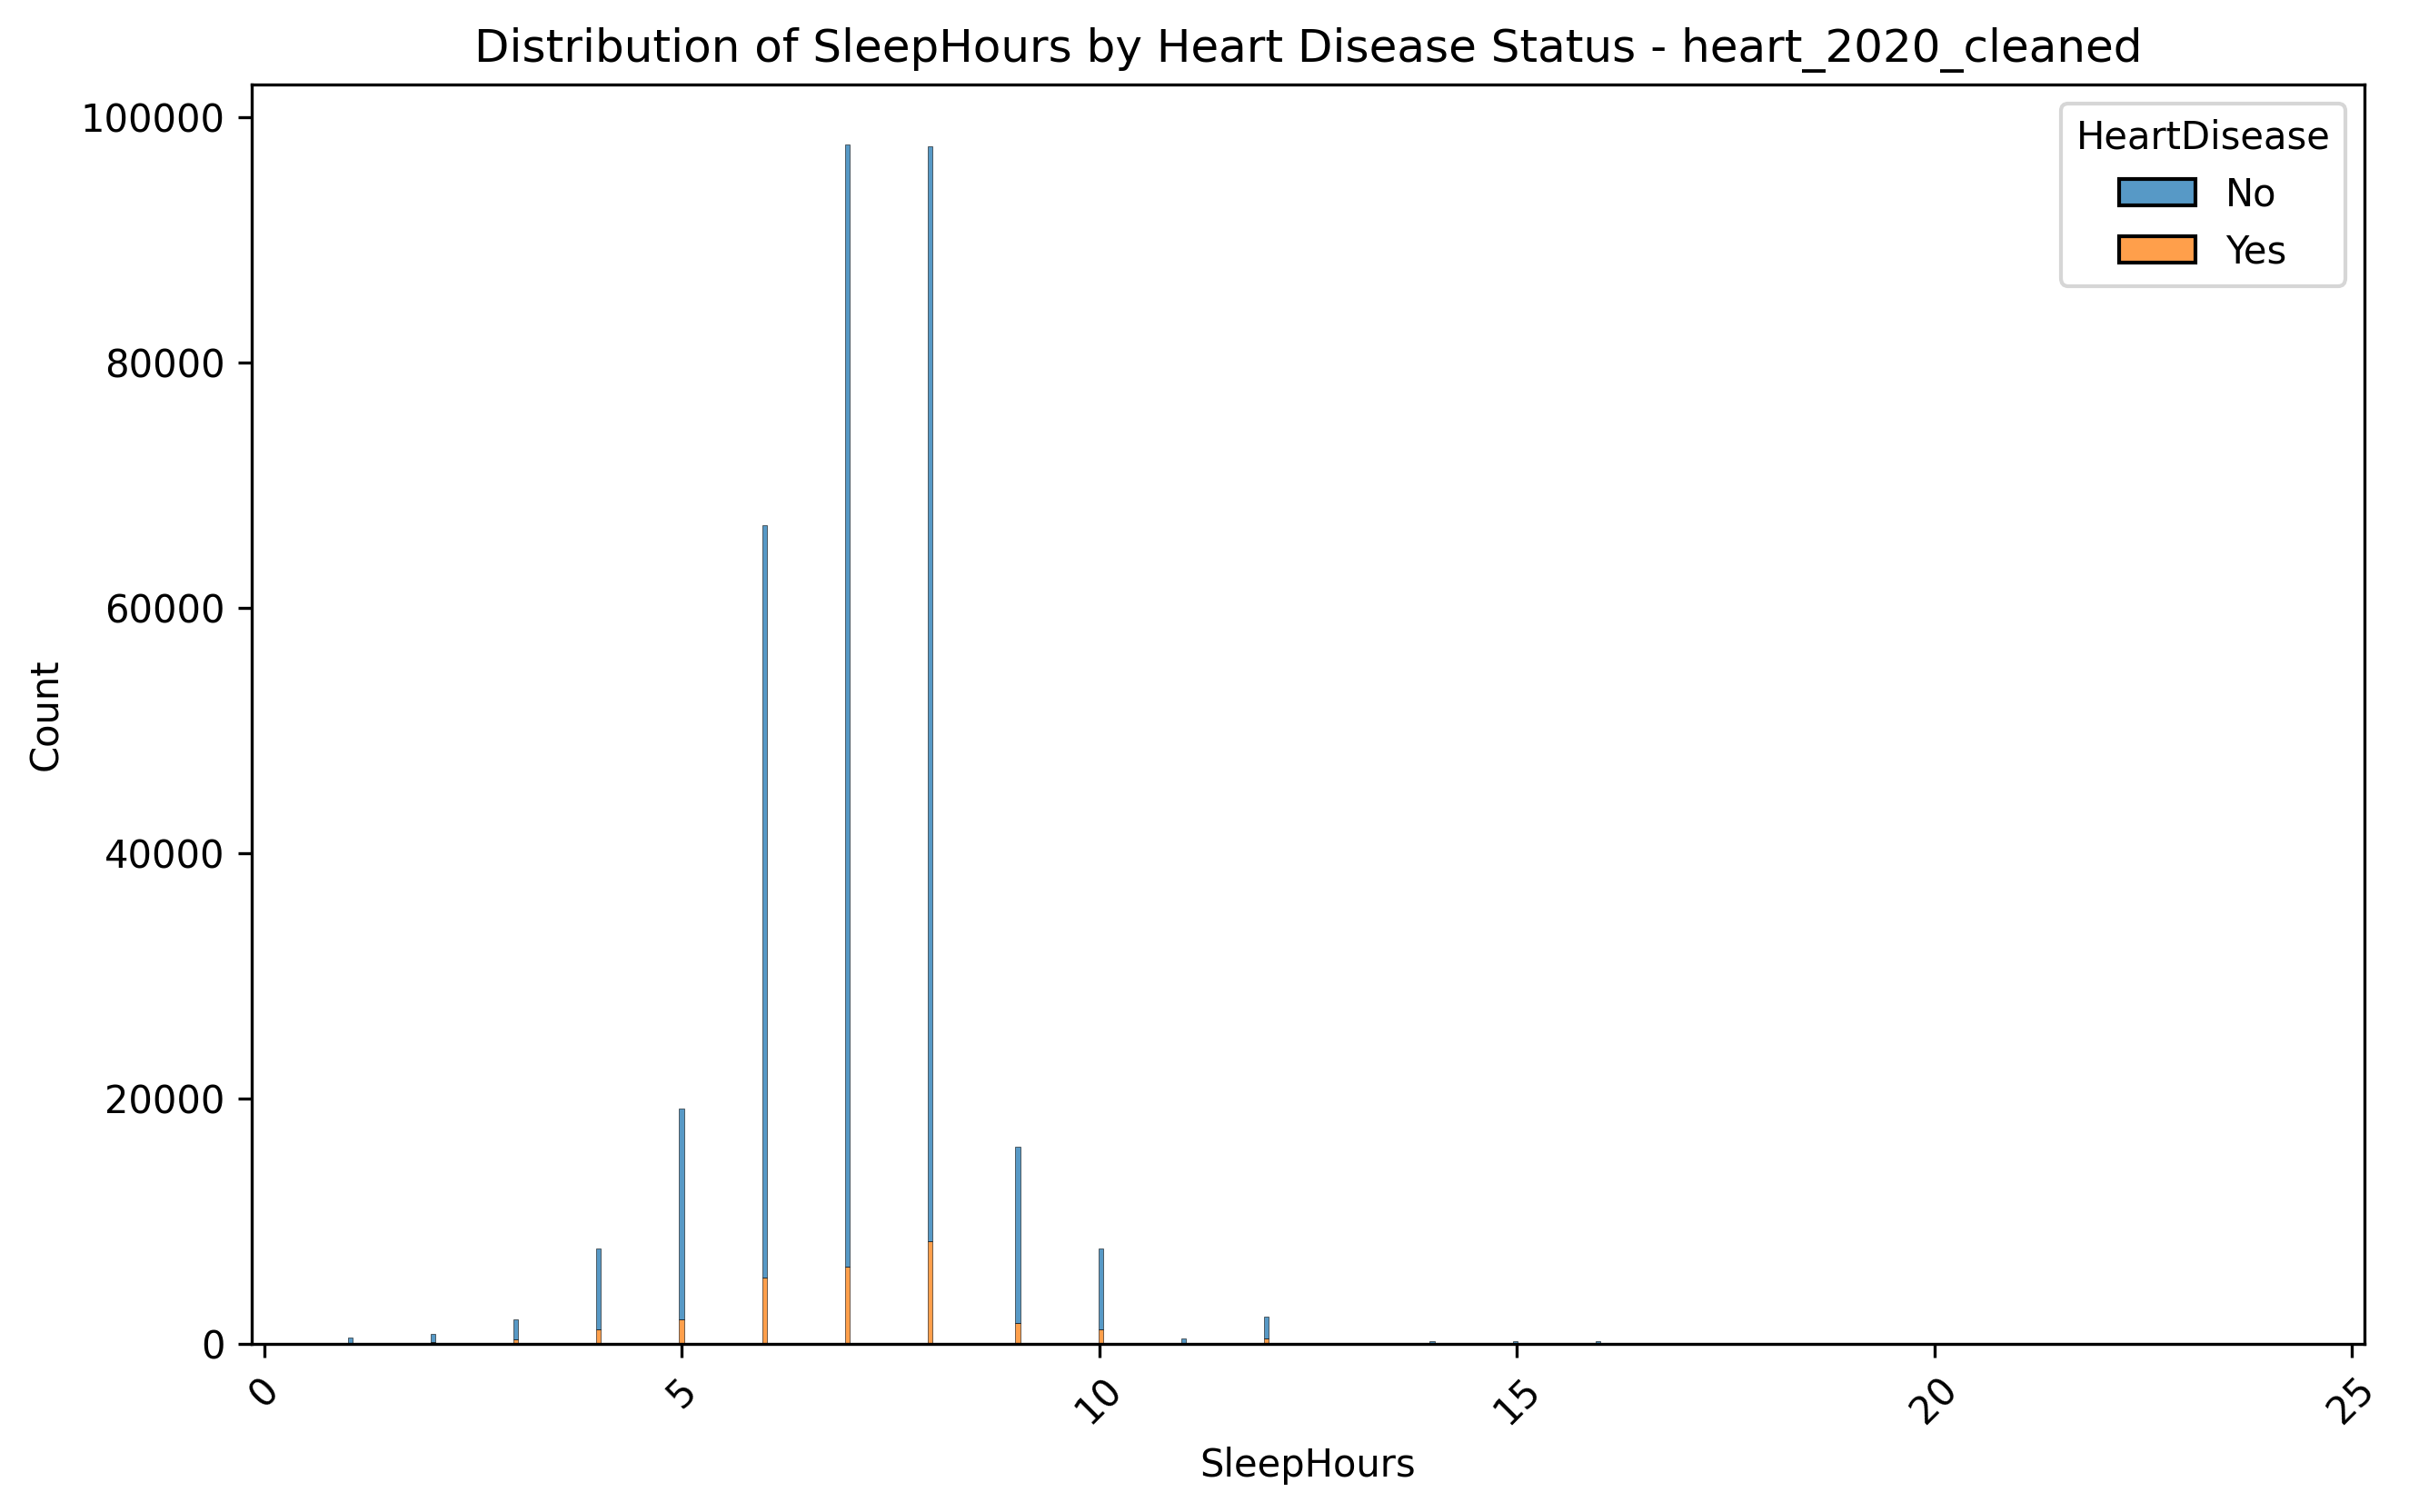 Distribution of SleepHours by Heart Disease Status - heart_2020_cleaned
HeartDisease
No
Yes
Count
100000
80000
60000
40000
20000
0
0 5 10 15 20 25
SleepHours